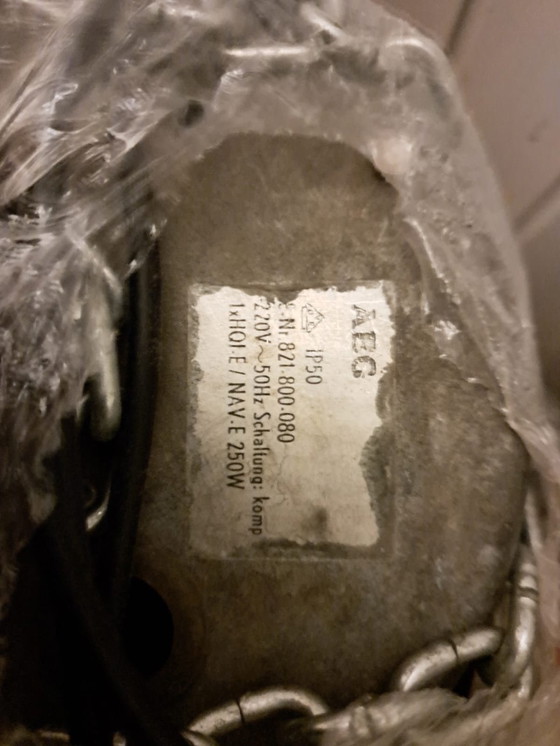 AEG
IP50
E-Nr. 821-800-080
220V ~ 50Hz Schaltung: komp
1xHQI-E / NAV-E 250W